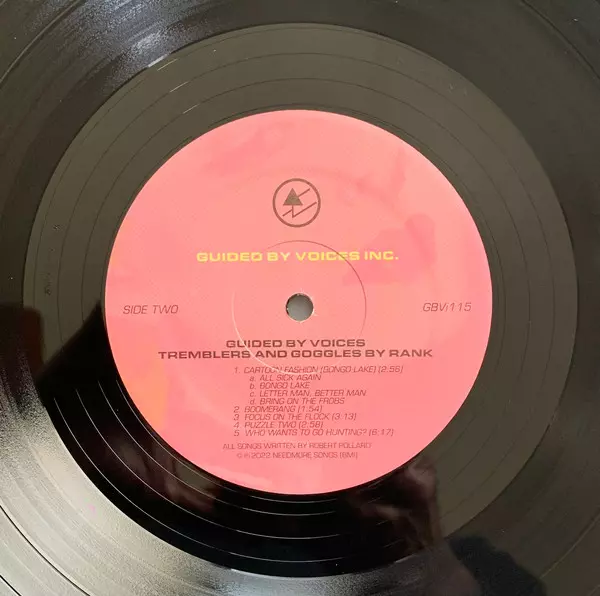 GUIDED BY VOICES INC.
SIDE TWO
GBVi115
GUIDED BY VOICES
TREMBLERS AND GOGGLES BY RANK
1. CARTOON FASHION (BONGO LAKE) (2:55)
a. ALL SICK AGAIN
b. BONGO LAKE
c. LETTER MAN, BETTER MAN
d. BRING ON THE FROBS
2. BOOMERANG (1:54)
3. FOCUS ON THE FLOCK (3:13)
4. PUZZLE TWO (2:58)
5. WHO WANTS TO GO HUNTING? (6:17)
ALL SONGS WRITTEN BY ROBERT POLLARD
©℗ 2022 NEEDMORE SONGS (BMI)